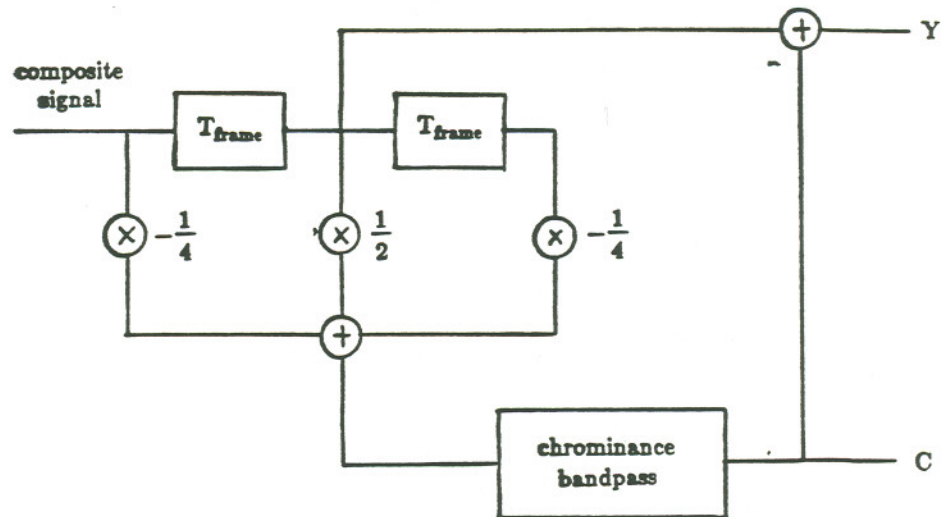 Y
composite
signal
T_frame
T_frame
-1/4
1/2
-1/4
chrominance
bandpass
C